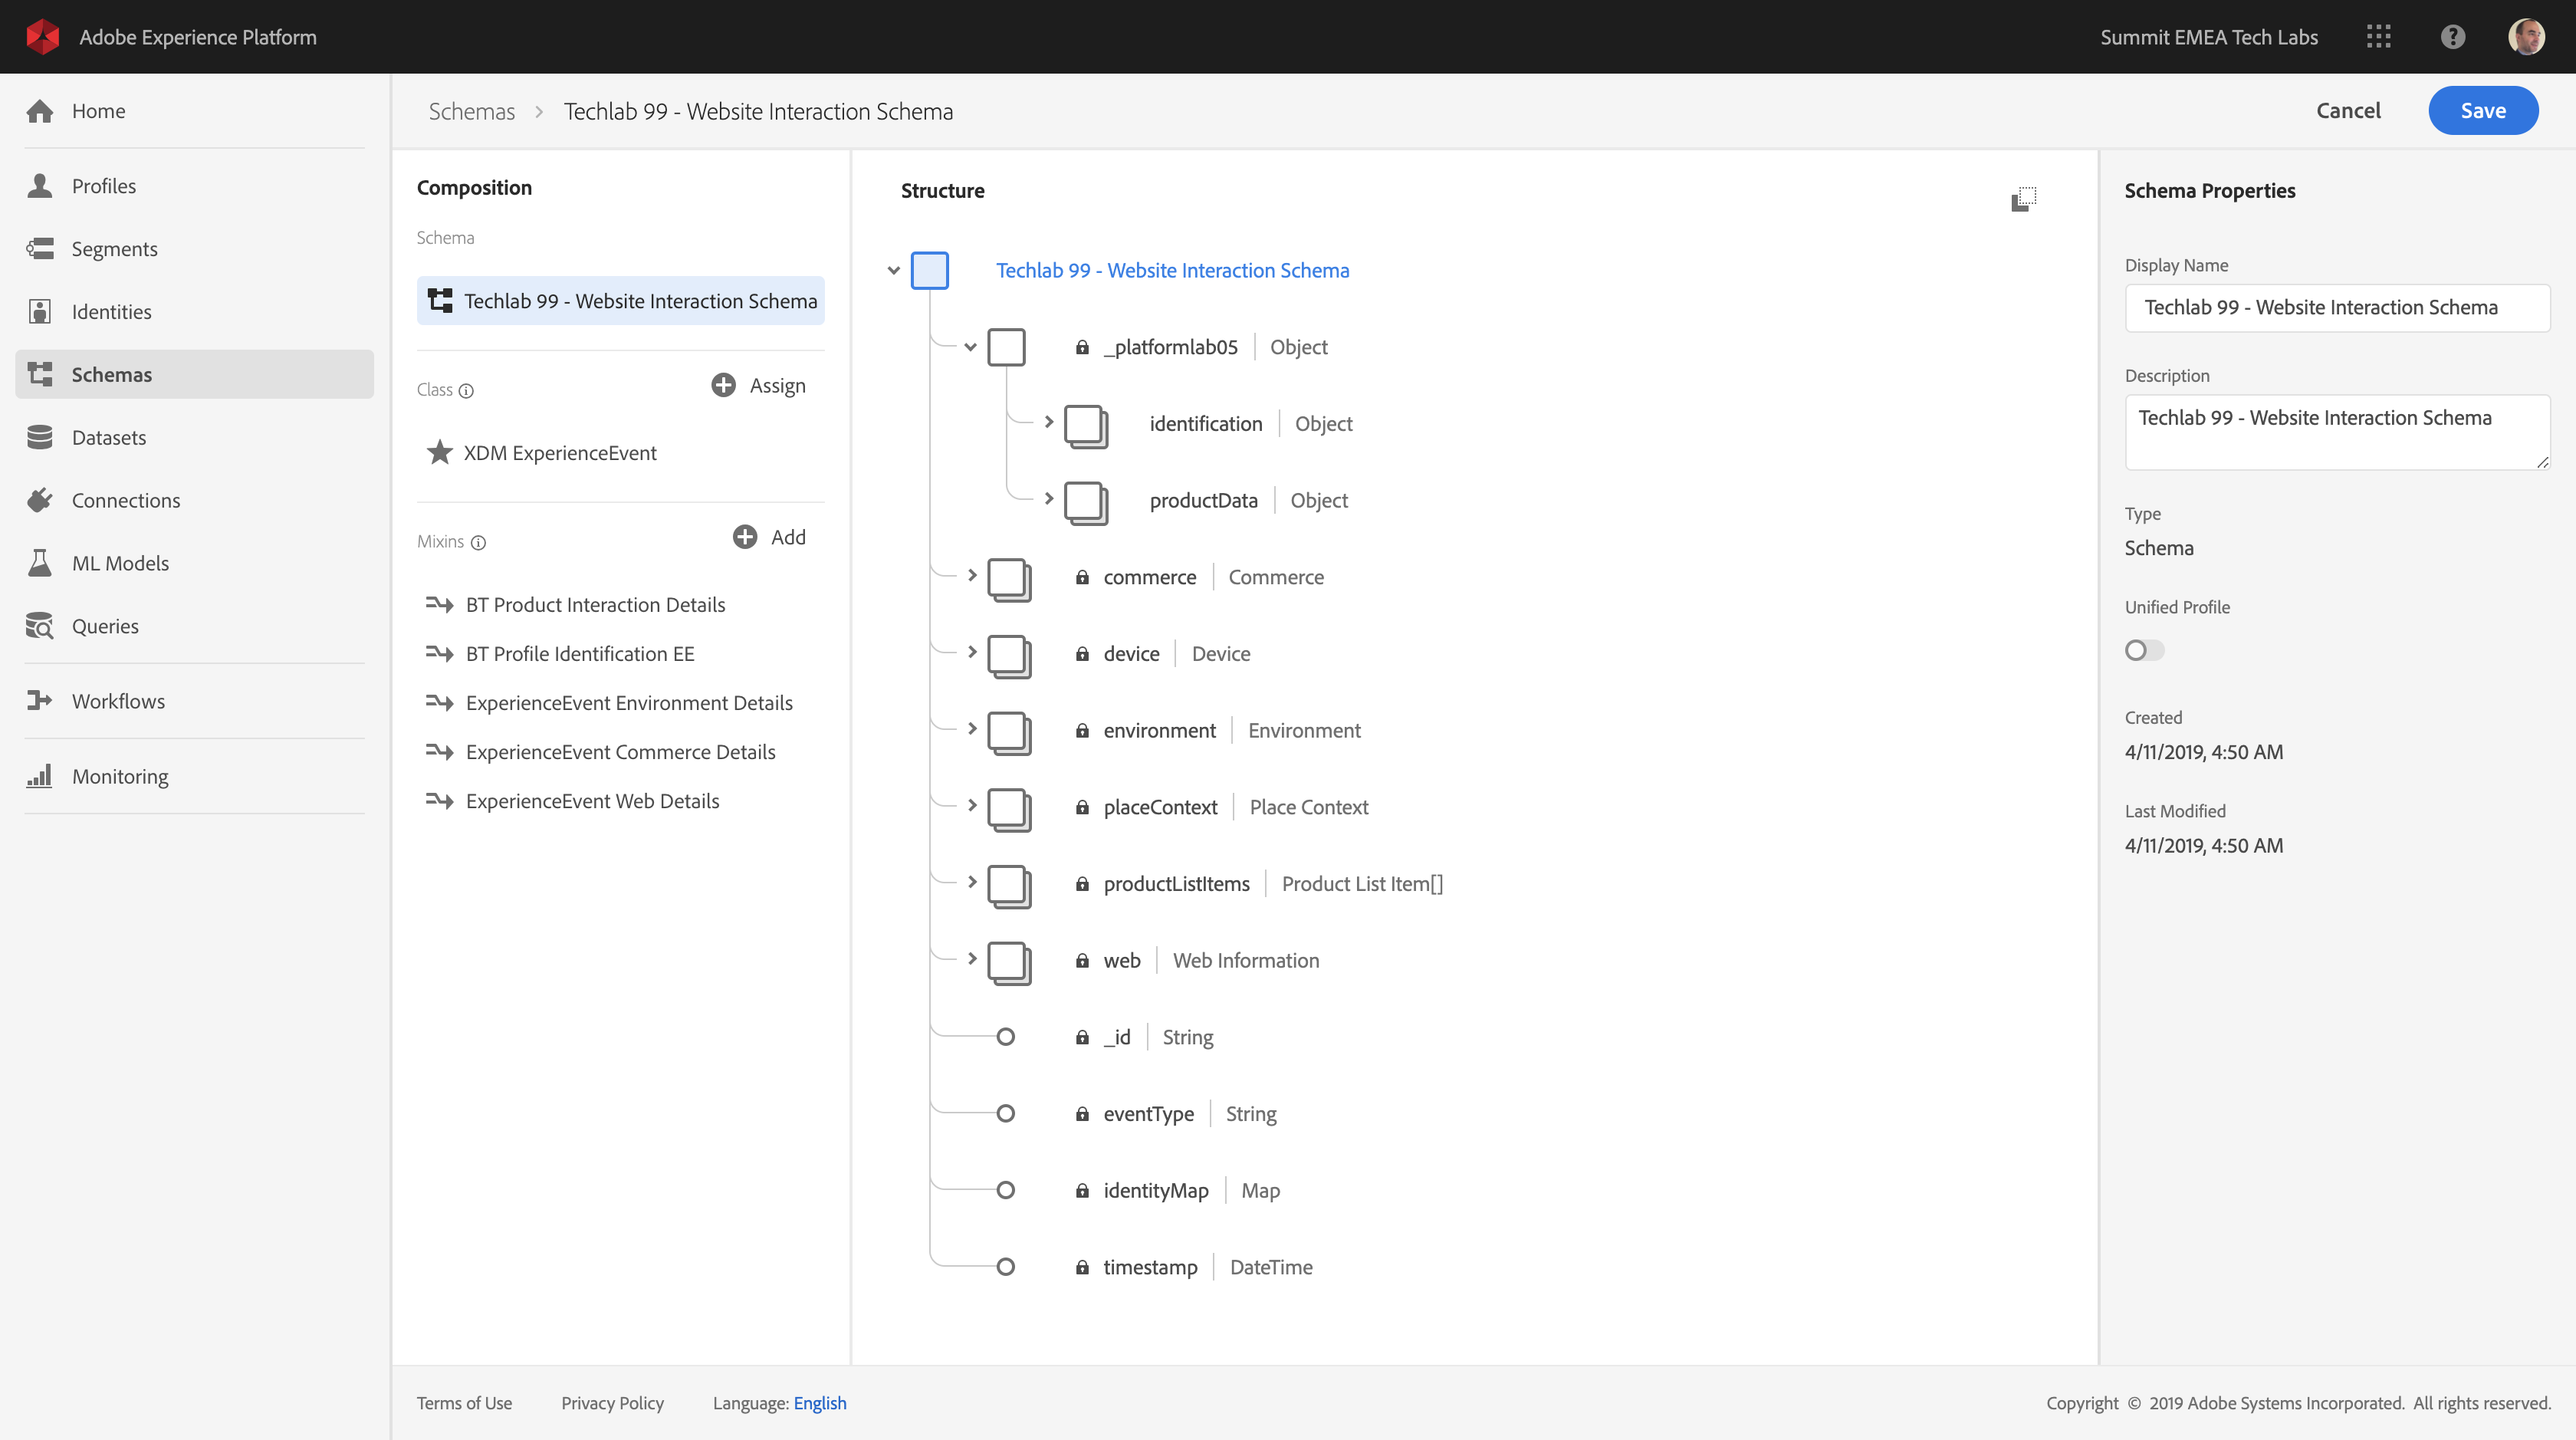 Adobe Experience Platform
Summit EMEA Tech Labs
Home
Profiles
Segments
Identities
Schemas
Datasets
Connections
ML Models
Queries
Workflows
Monitoring
Schemas > Techlab 99 - Website Interaction Schema
Cancel
Save
Composition
Schema
Techlab 99 - Website Interaction Schema
Class
Assign
XDM ExperienceEvent
Mixins
Add
BT Product Interaction Details
BT Profile Identification EE
ExperienceEvent Environment Details
ExperienceEvent Commerce Details
ExperienceEvent Web Details
Structure
Techlab 99 - Website Interaction Schema
_platformlab05 | Object
identification | Object
productData | Object
commerce | Commerce
device | Device
environment | Environment
placeContext | Place Context
productListItems | Product List Item[]
web | Web Information
_id | String
eventType | String
identityMap | Map
timestamp | DateTime
Schema Properties
Display Name
Techlab 99 - Website Interaction Schema
Description
Techlab 99 - Website Interaction Schema
Type
Schema
Unified Profile
Created
4/11/2019, 4:50 AM
Last Modified
4/11/2019, 4:50 AM
Terms of Use
Privacy Policy
Language: English
Copyright © 2019 Adobe Systems Incorporated. All rights reserved.